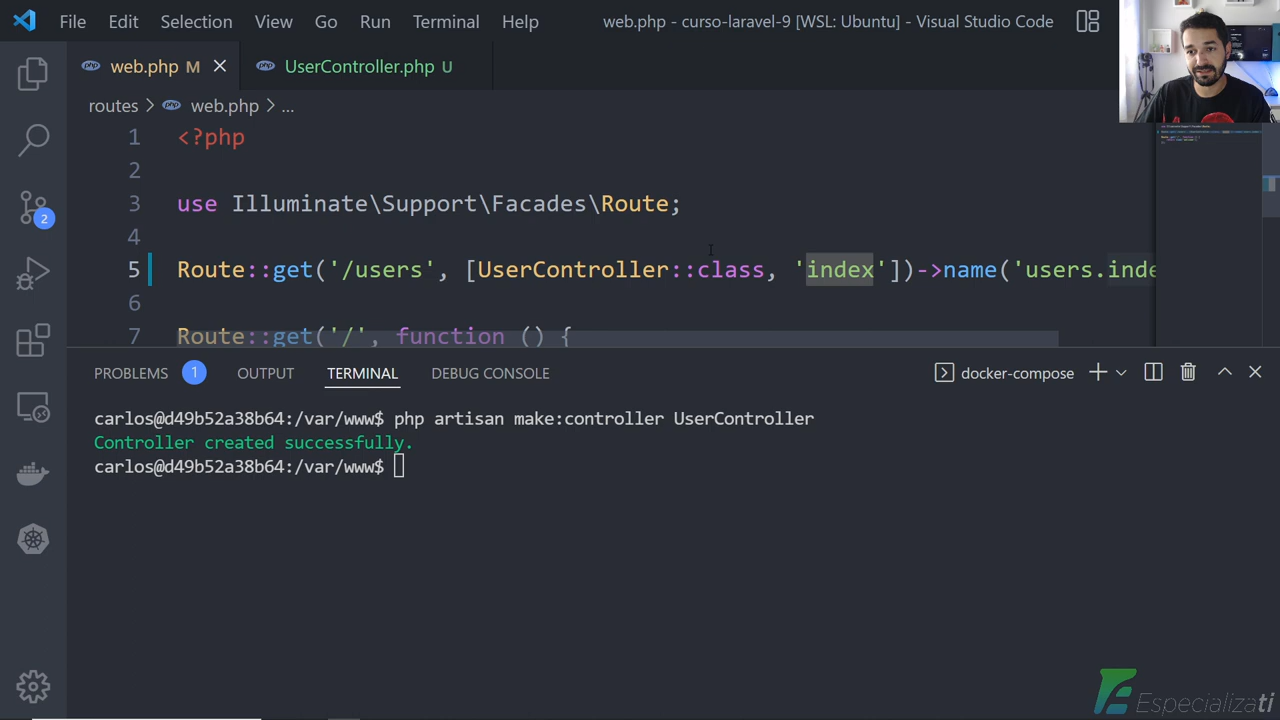 File Edit Selection View Go Run Terminal Help web.php - curso-laravel-9 [WSL: Ubuntu] - Visual Studio Code
web.php M UserController.php U
routes > web.php > ...
1 <?php
2
3 use Illuminate\Support\Facades\Route;
4
5 Route::get('/users', [UserController::class, 'index'])->name('users.inde
6
7 Route::get('/', function () {
PROBLEMS 1 OUTPUT TERMINAL DEBUG CONSOLE docker-compose
carlos@d49b52a38b64:/var/www$ php artisan make:controller UserController
Controller created successfully.
carlos@d49b52a38b64:/var/www$
2
Especializati